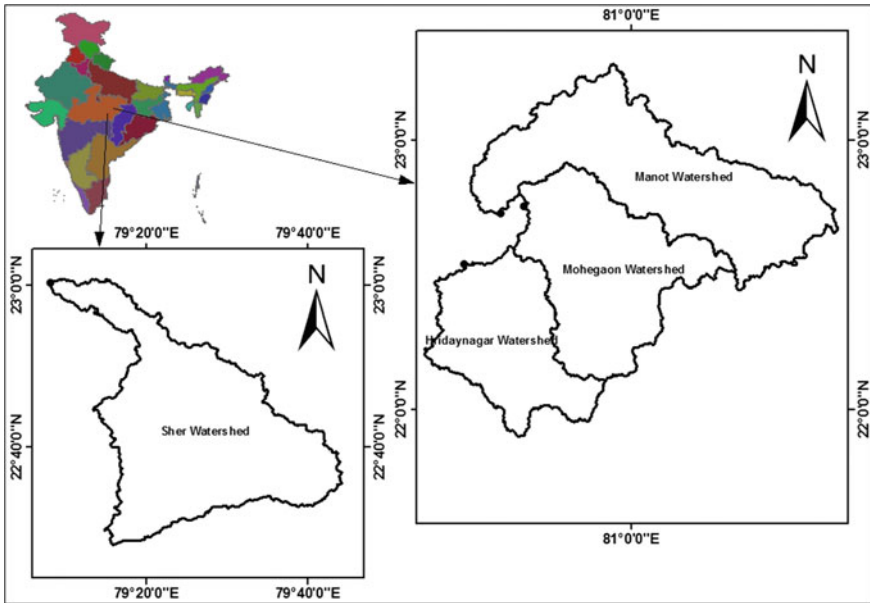 81°0'0"E
N
23°0'0"N
23°0'0"N
Manot Watershed
Mohegaon Watershed
Hridaynagar Watershed
22°0'0"N
22°0'0"N
81°0'0"E
79°20'0"E
79°40'0"E
N
23°0'0"N
23°0'0"N
Sher Watershed
22°40'0"N
22°40'0"N
79°20'0"E
79°40'0"E